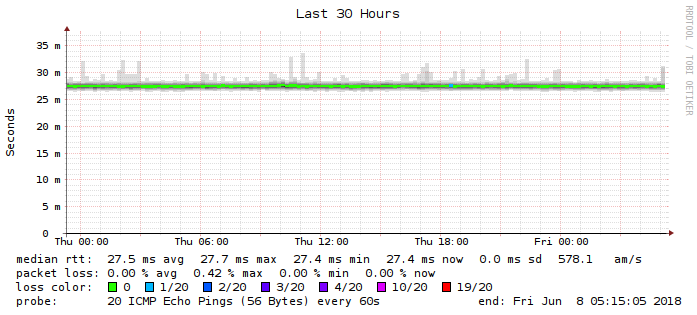 Last 30 Hours
RRDTOOL / TOBI OETIKER
Seconds
35 m
30 m
25 m
20 m
15 m
10 m
5 m
0
Thu 00:00 Thu 06:00 Thu 12:00 Thu 18:00 Fri 00:00
median rtt: 27.5 ms avg 27.7 ms max 27.4 ms min 27.4 ms now 0.0 ms sd 578.1 am/s
packet loss: 0.00 % avg 0.42 % max 0.00 % min 0.00 % now
loss color: 0 1/20 2/20 3/20 4/20 10/20 19/20
probe: 20 ICMP Echo Pings (56 Bytes) every 60s end: Fri Jun 8 05:15:05 2018